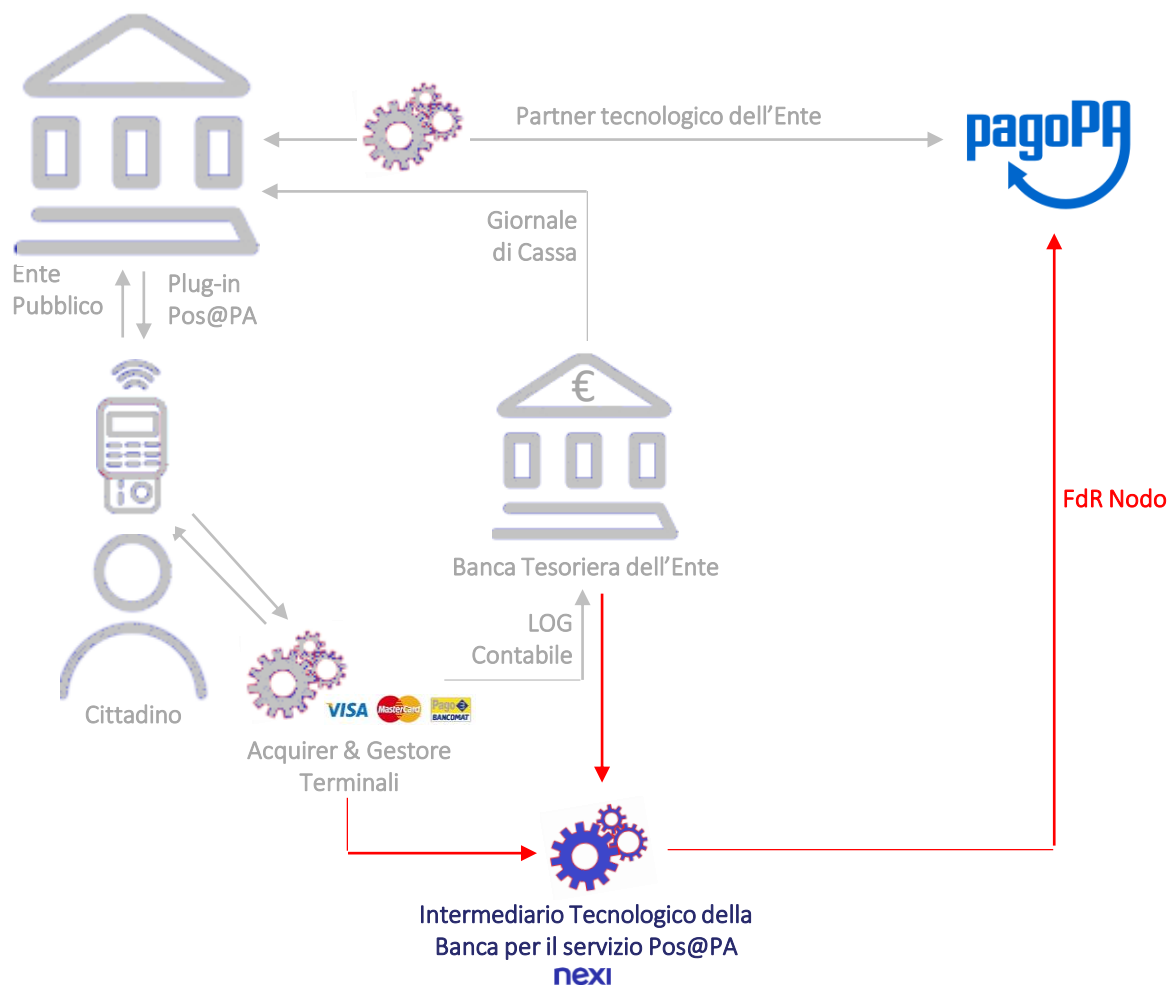 Partner tecnologico dell'Ente
pagoPA
Giornale
di Cassa
Ente
Pubblico
Plug-in
Pos@PA
€
FdR Nodo
Banca Tesoriera dell'Ente
LOG
Contabile
Cittadino
VISA
MasterCard
Pago
BANCOMAT
Acquirer & Gestore
Terminali
Intermediario Tecnologico della
Banca per il servizio Pos@PA
nexi